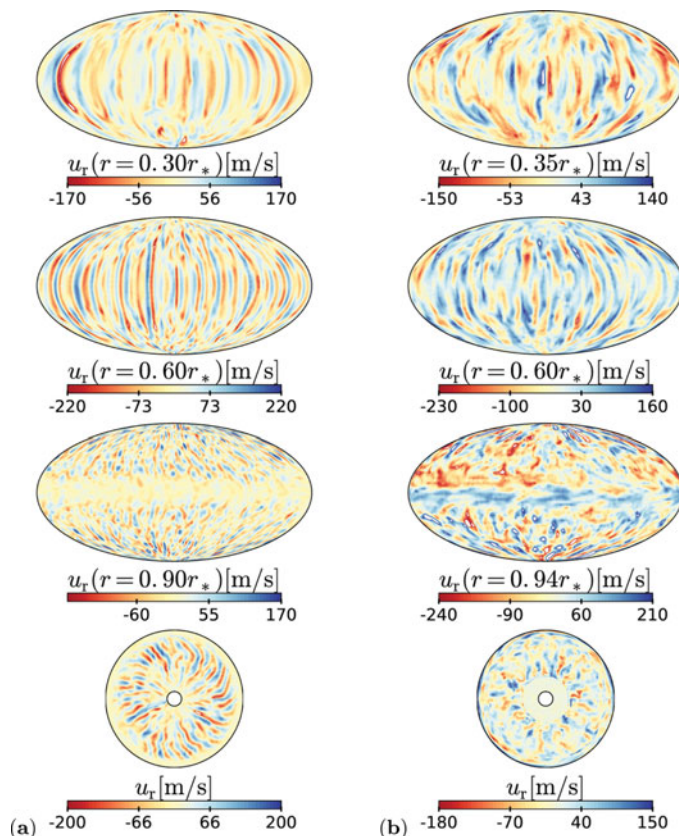 u_r(r=0.30r_*)[m/s]
-170 -56 56 170
u_r(r=0.60r_*)[m/s]
-220 -73 73 220
u_r(r=0.90r_*)[m/s]
-60 55 170
u_r[m/s]
-200 -66 66 200
(a)
u_r(r=0.35r_*)[m/s]
-150 -53 43 140
u_r(r=0.60r_*)[m/s]
-230 -100 30 160
u_r(r=0.94r_*)[m/s]
-240 -90 60 210
u_r[m/s]
-180 -70 40 150
(b)